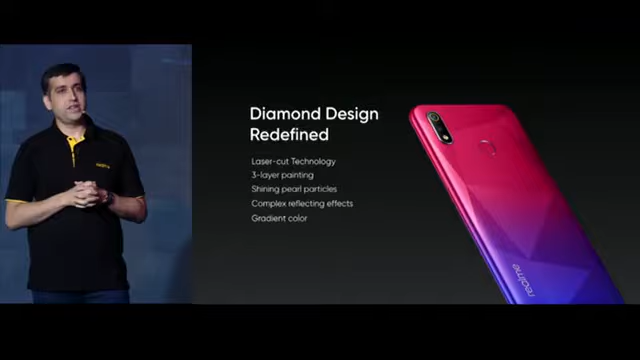 Diamond Design
Redefined
Laser-cut Technology
3-layer painting
Shining pearl particles
Complex reflecting effects
Gradient color
realme